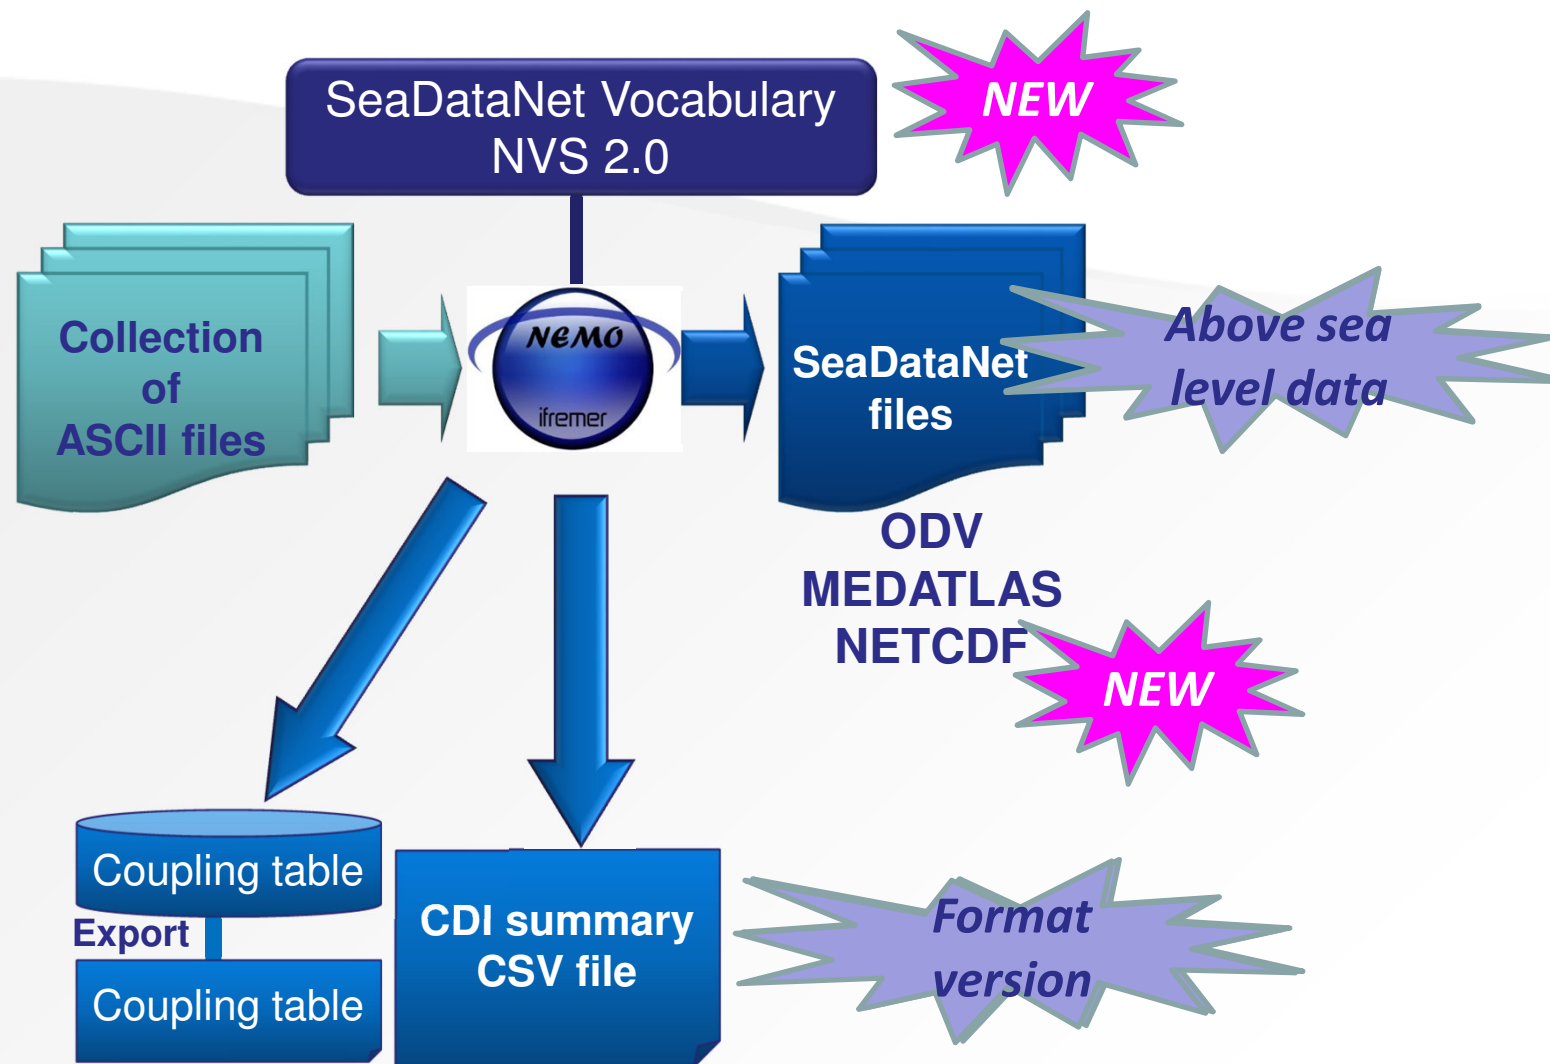 SeaDataNet Vocabulary
NVS 2.0
NEW
Collection
of
ASCII files
NEMO
ifremer
SeaDataNet
files
Above sea
level data
ODV
MEDATLAS
NETCDF
NEW
Coupling table
Export
Coupling table
CDI summary
CSV file
Format
version